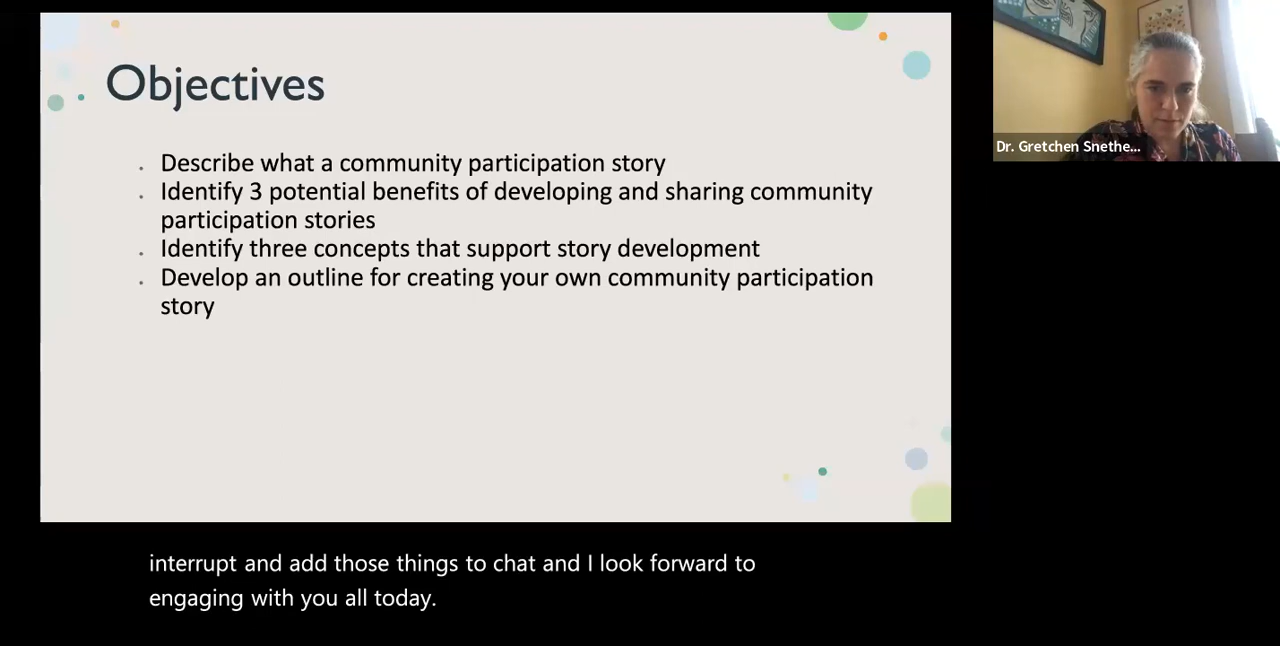 Objectives
Describe what a community participation story
Identify 3 potential benefits of developing and sharing community
participation stories
Identify three concepts that support story development
Develop an outline for creating your own community participation
story
Dr. Gretchen Snethe...
interrupt and add those things to chat and I look forward to
engaging with you all today.